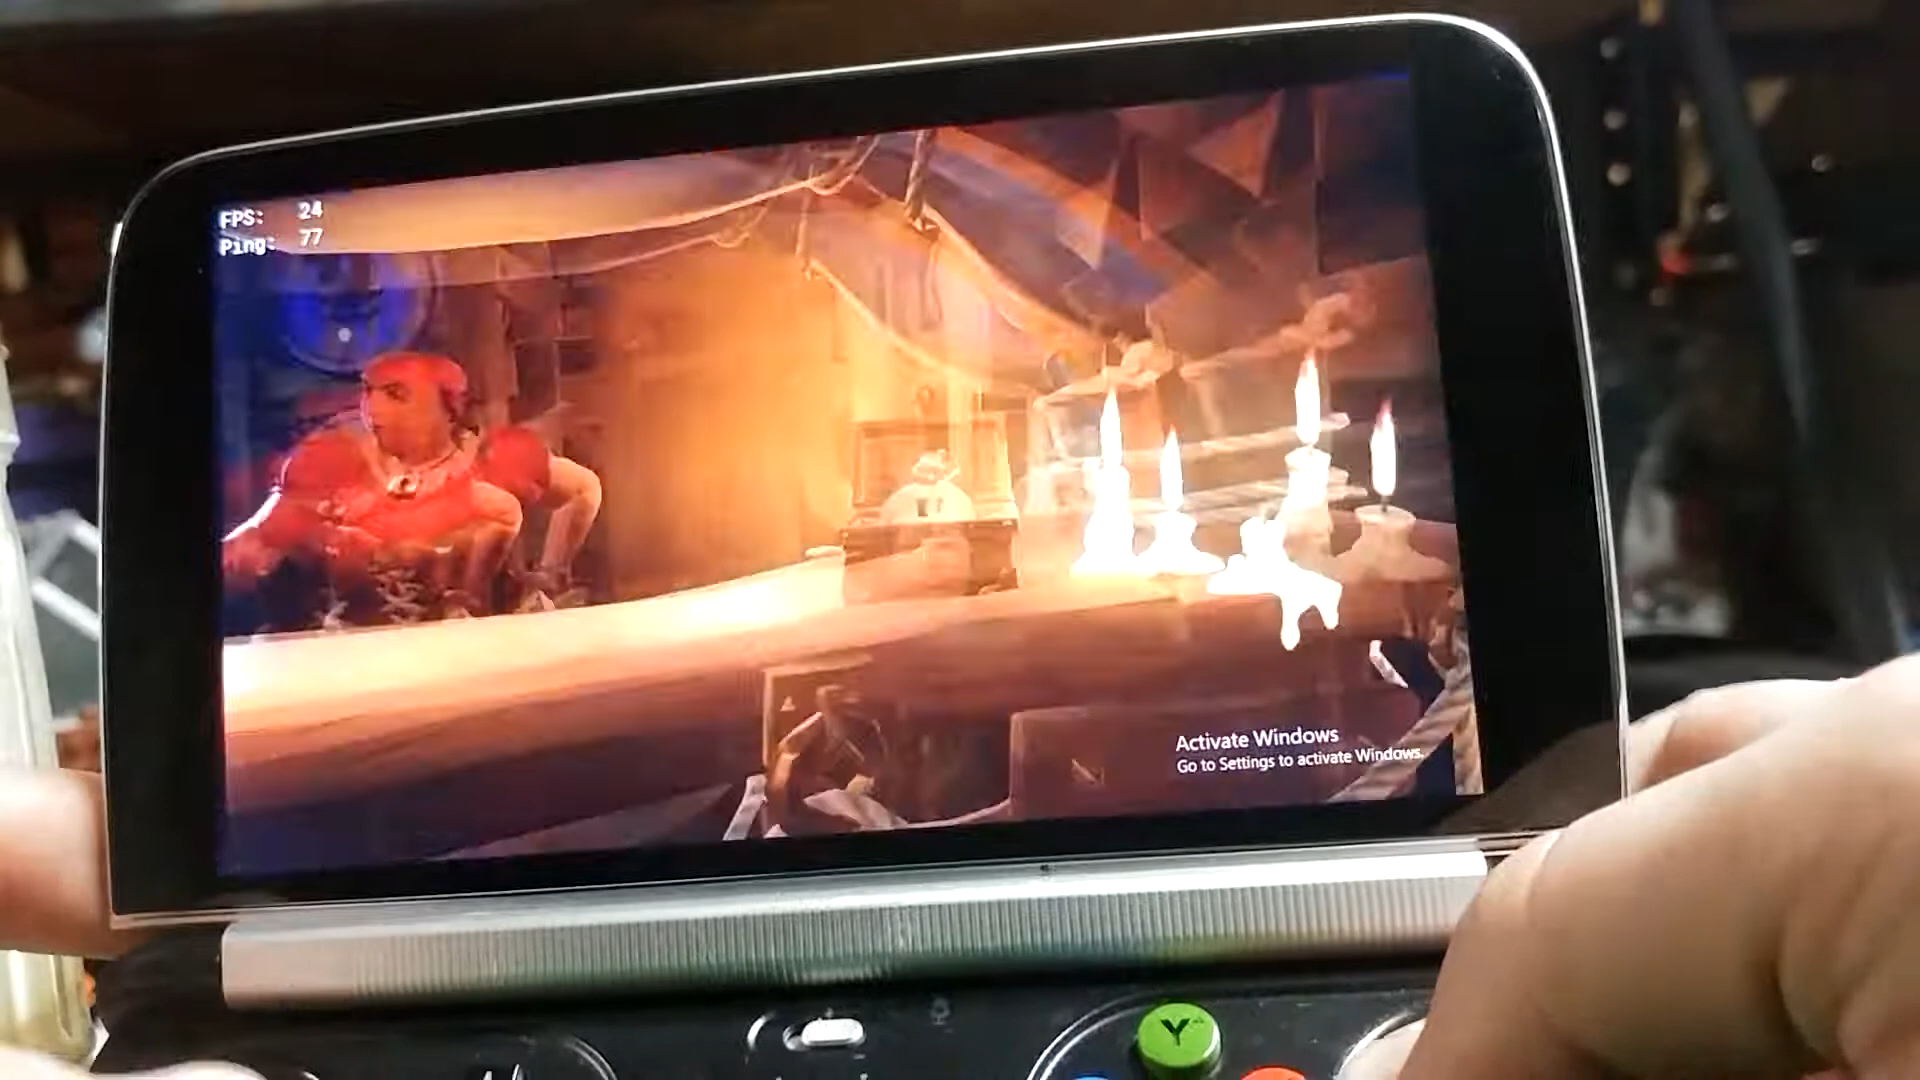 FPS: 24
Ping: 77
Activate Windows
Go to Settings to activate Windows.
Y